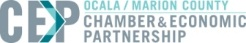 CEP
OCALA / MARION COUNTY
CHAMBER & ECONOMIC
PARTNERSHIP